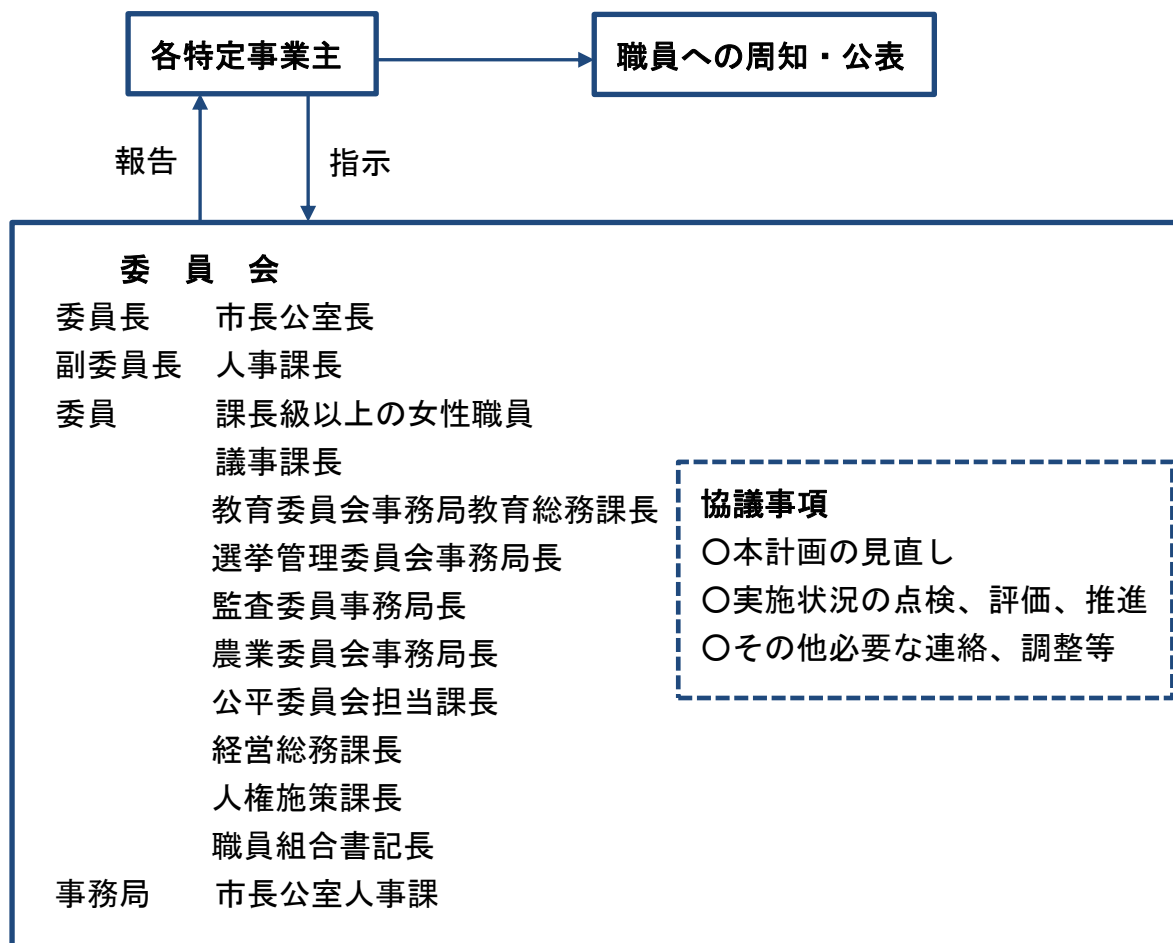 各特定事業主
職員への周知・公表
報告
指示
委 員 会
委員長 市長公室長
副委員長 人事課長
委員 課長級以上の女性職員
議事課長
教育委員会事務局教育総務課長
選挙管理委員会事務局長
監査委員事務局長
農業委員会事務局長
公平委員会担当課長
経営総務課長
人権施策課長
職員組合書記長
事務局 市長公室人事課
協議事項
〇本計画の見直し
〇実施状況の点検、評価、推進
〇その他必要な連絡、調整等